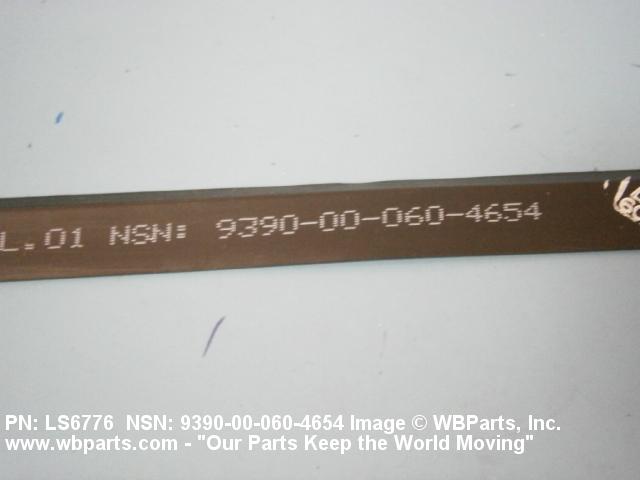 L.01 NSN: 9390-00-060-4654
PN: LS6776 NSN: 9390-00-060-4654 Image © WBParts, Inc.
www.wbparts.com - "Our Parts Keep the World Moving"